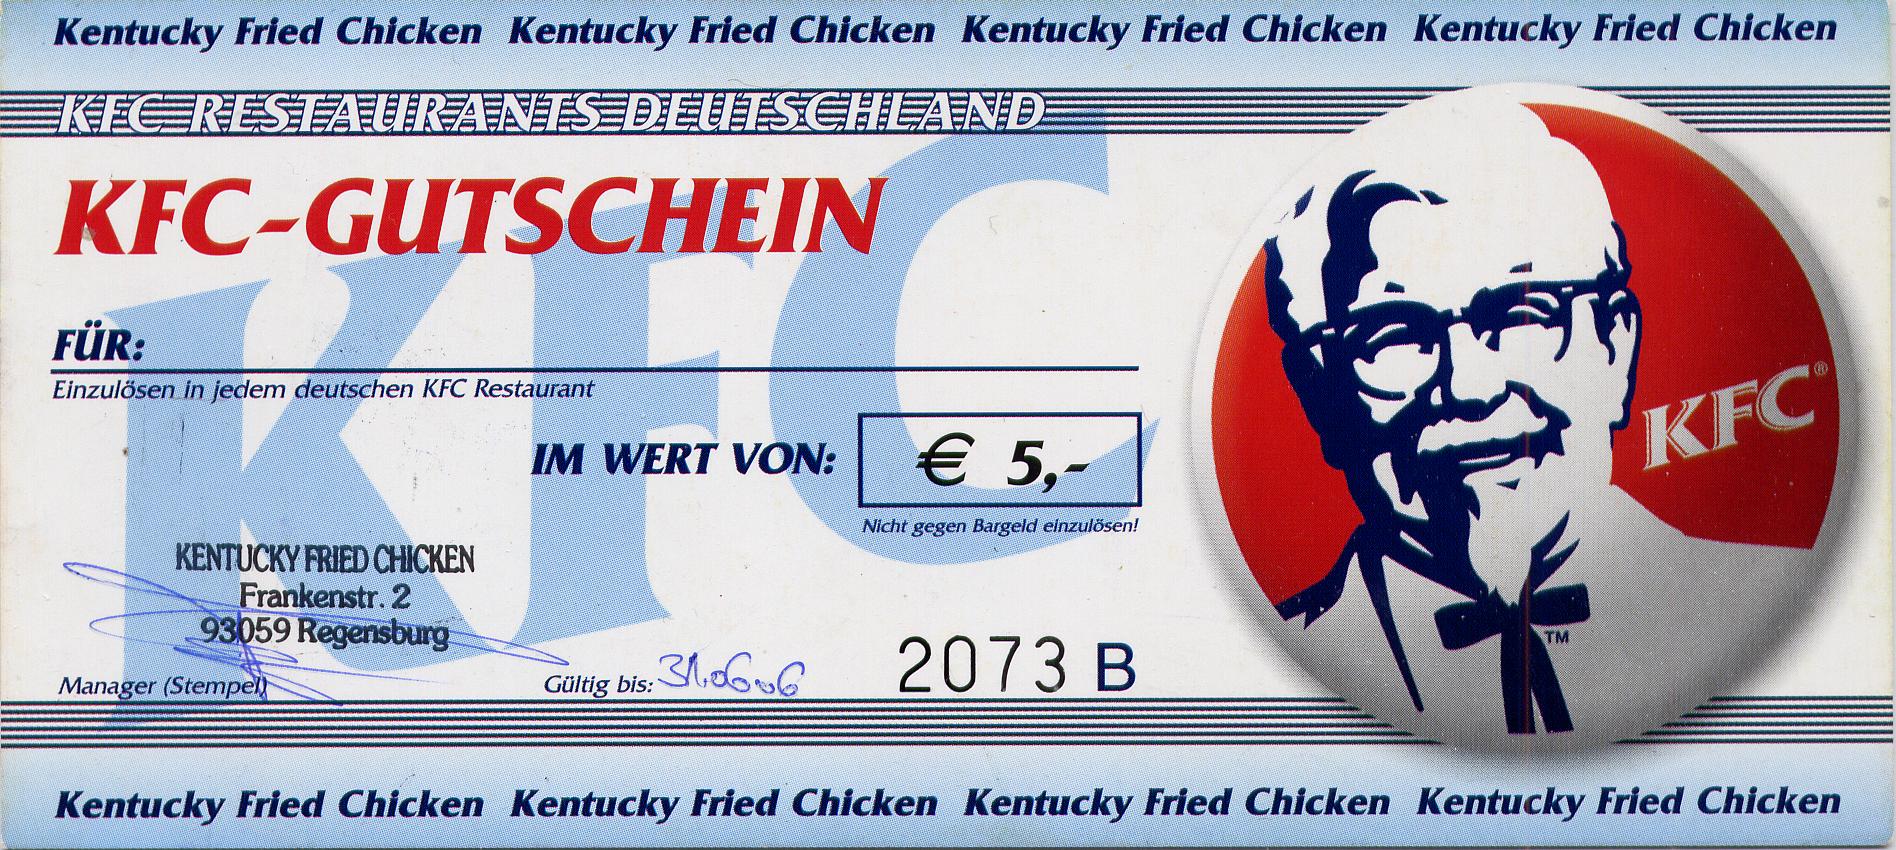 Kentucky Fried Chicken Kentucky Fried Chicken Kentucky Fried Chicken Kentucky Fried Chicken
KFC RESTAURANTS DEUTSCHLAND
KFC-GUTSCHEIN
KFC
FÜR:
Einzulösen in jedem deutschen KFC Restaurant
IM WERT VON: € 5,-
Nicht gegen Bargeld einzulösen!
KFC®
KENTUCKY FRIED CHICKEN
Frankenstr. 2
93059 Regensburg
TM
Manager (Stempel)
Gültig bis: 31.06.06
2073 B
Kentucky Fried Chicken Kentucky Fried Chicken Kentucky Fried Chicken Kentucky Fried Chicken